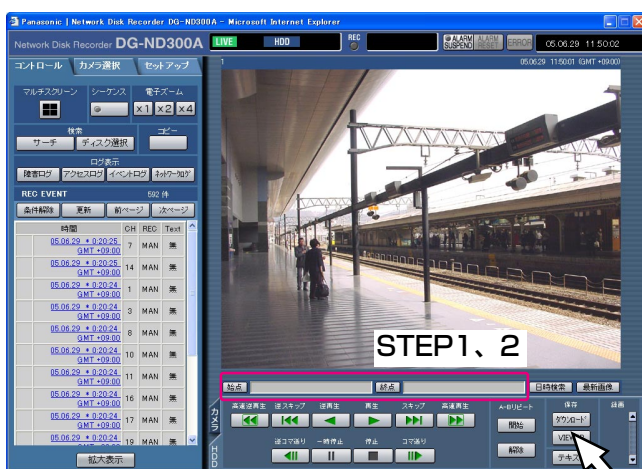 Panasonic | Network Disk Recorder DG-ND300A - Microsoft Internet Explorer
Network Disk Recorder DG-ND300A
LIVE HDD REC ALARM SUSPEND ALARM RESET ERROR 05.06.29 11:50:02
コントロール カメラ選択 セットアップ
1 05.06.29 11:50:01 (GMT +09:00)
マルチスクリーン シーケンス 電子ズーム
x1 x2 x4
検索 コピー
サーチ ディスク選択
ログ表示
障害ログ アクセスログ イベントログ ネットワークログ
REC EVENT 592 件
条件解除 更新 前ページ 次ページ
時間 CH REC Text
05.06.29 * 0:20:25 GMT +09:00 7 MAN 無
05.06.29 * 0:20:25 GMT +09:00 14 MAN 無
05.06.29 * 0:20:24 GMT +09:00 1 MAN 無
05.06.29 * 0:20:24 GMT +09:00 3 MAN 無
05.06.29 * 0:20:24 GMT +09:00 8 MAN 無
05.06.29 * 0:20:24 GMT +09:00 10 MAN 無
05.06.29 * 0:20:24 GMT +09:00 11 MAN 無
05.06.29 * 0:20:24 GMT +09:00 16 MAN 無
05.06.29 * 0:20:24 GMT +09:00 17 MAN 無
05.06.29 * 0:20:24 19 MAN 無
拡大表示
STEP1、2
始点 終点 日時検索 最新画像
カメラ
HDD
高速逆再生 逆スキップ 逆再生 再生 スキップ 高速再生
逆コマ送り 一時停止 停止 コマ送り
A-Bリピート
開始
解除
保存
ダウンロード
VIEW
テキス
録画